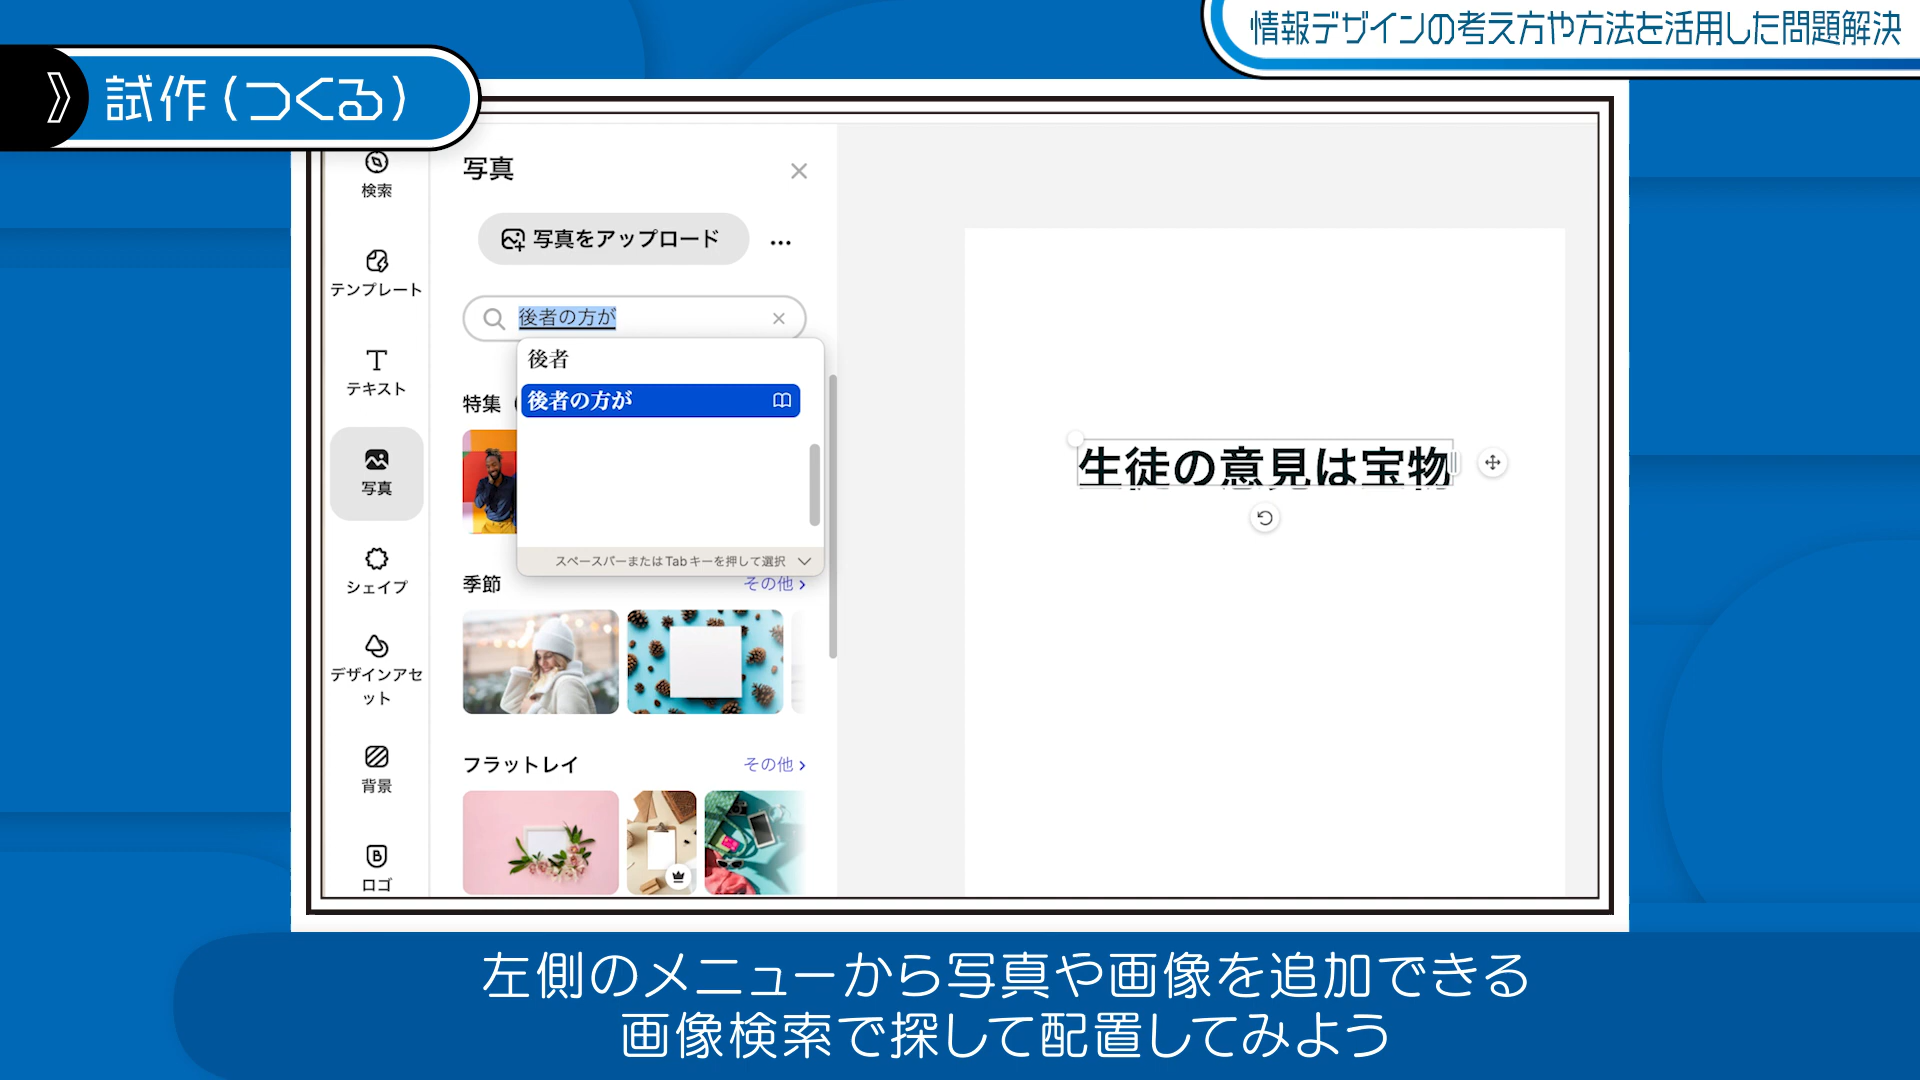 情報デザインの考え方や方法を活用した問題解決
試作(つくる)
検索
テンプレート
テキスト
写真
シェイプ
デザインアセ
ット
背景
ロゴ
写真
写真をアップロード
後者の方が
後者
後者の方が
スペースバーまたはTabキーを押して選択
特集
季節
その他
フラットレイ
その他
生徒の意見は宝物
左側のメニューから写真や画像を追加できる
画像検索で探して配置してみよう